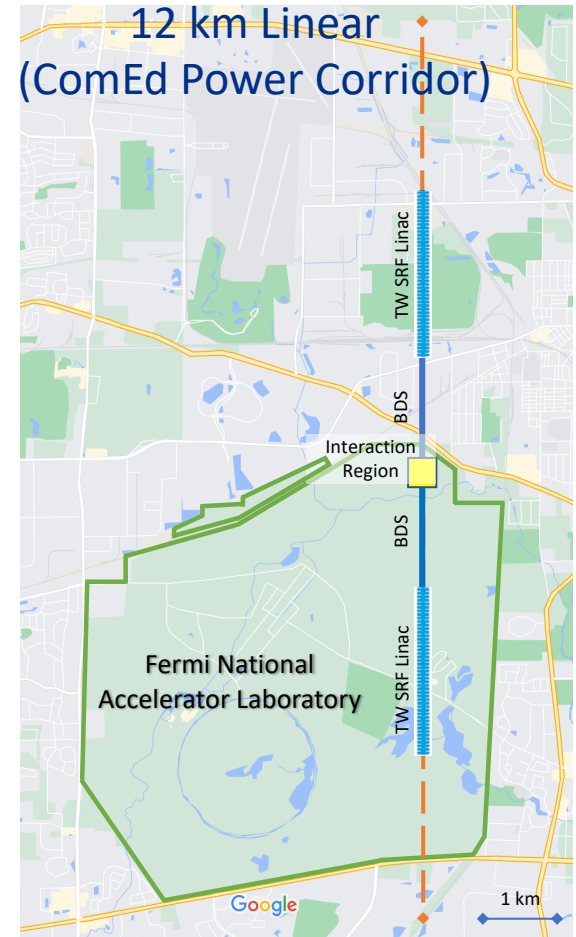 12 km Linear
(ComEd Power Corridor)
TW SRF Linac
BDS
Interaction
Region
BDS
TW SRF Linac
Fermi National
Accelerator Laboratory
Google
1 km